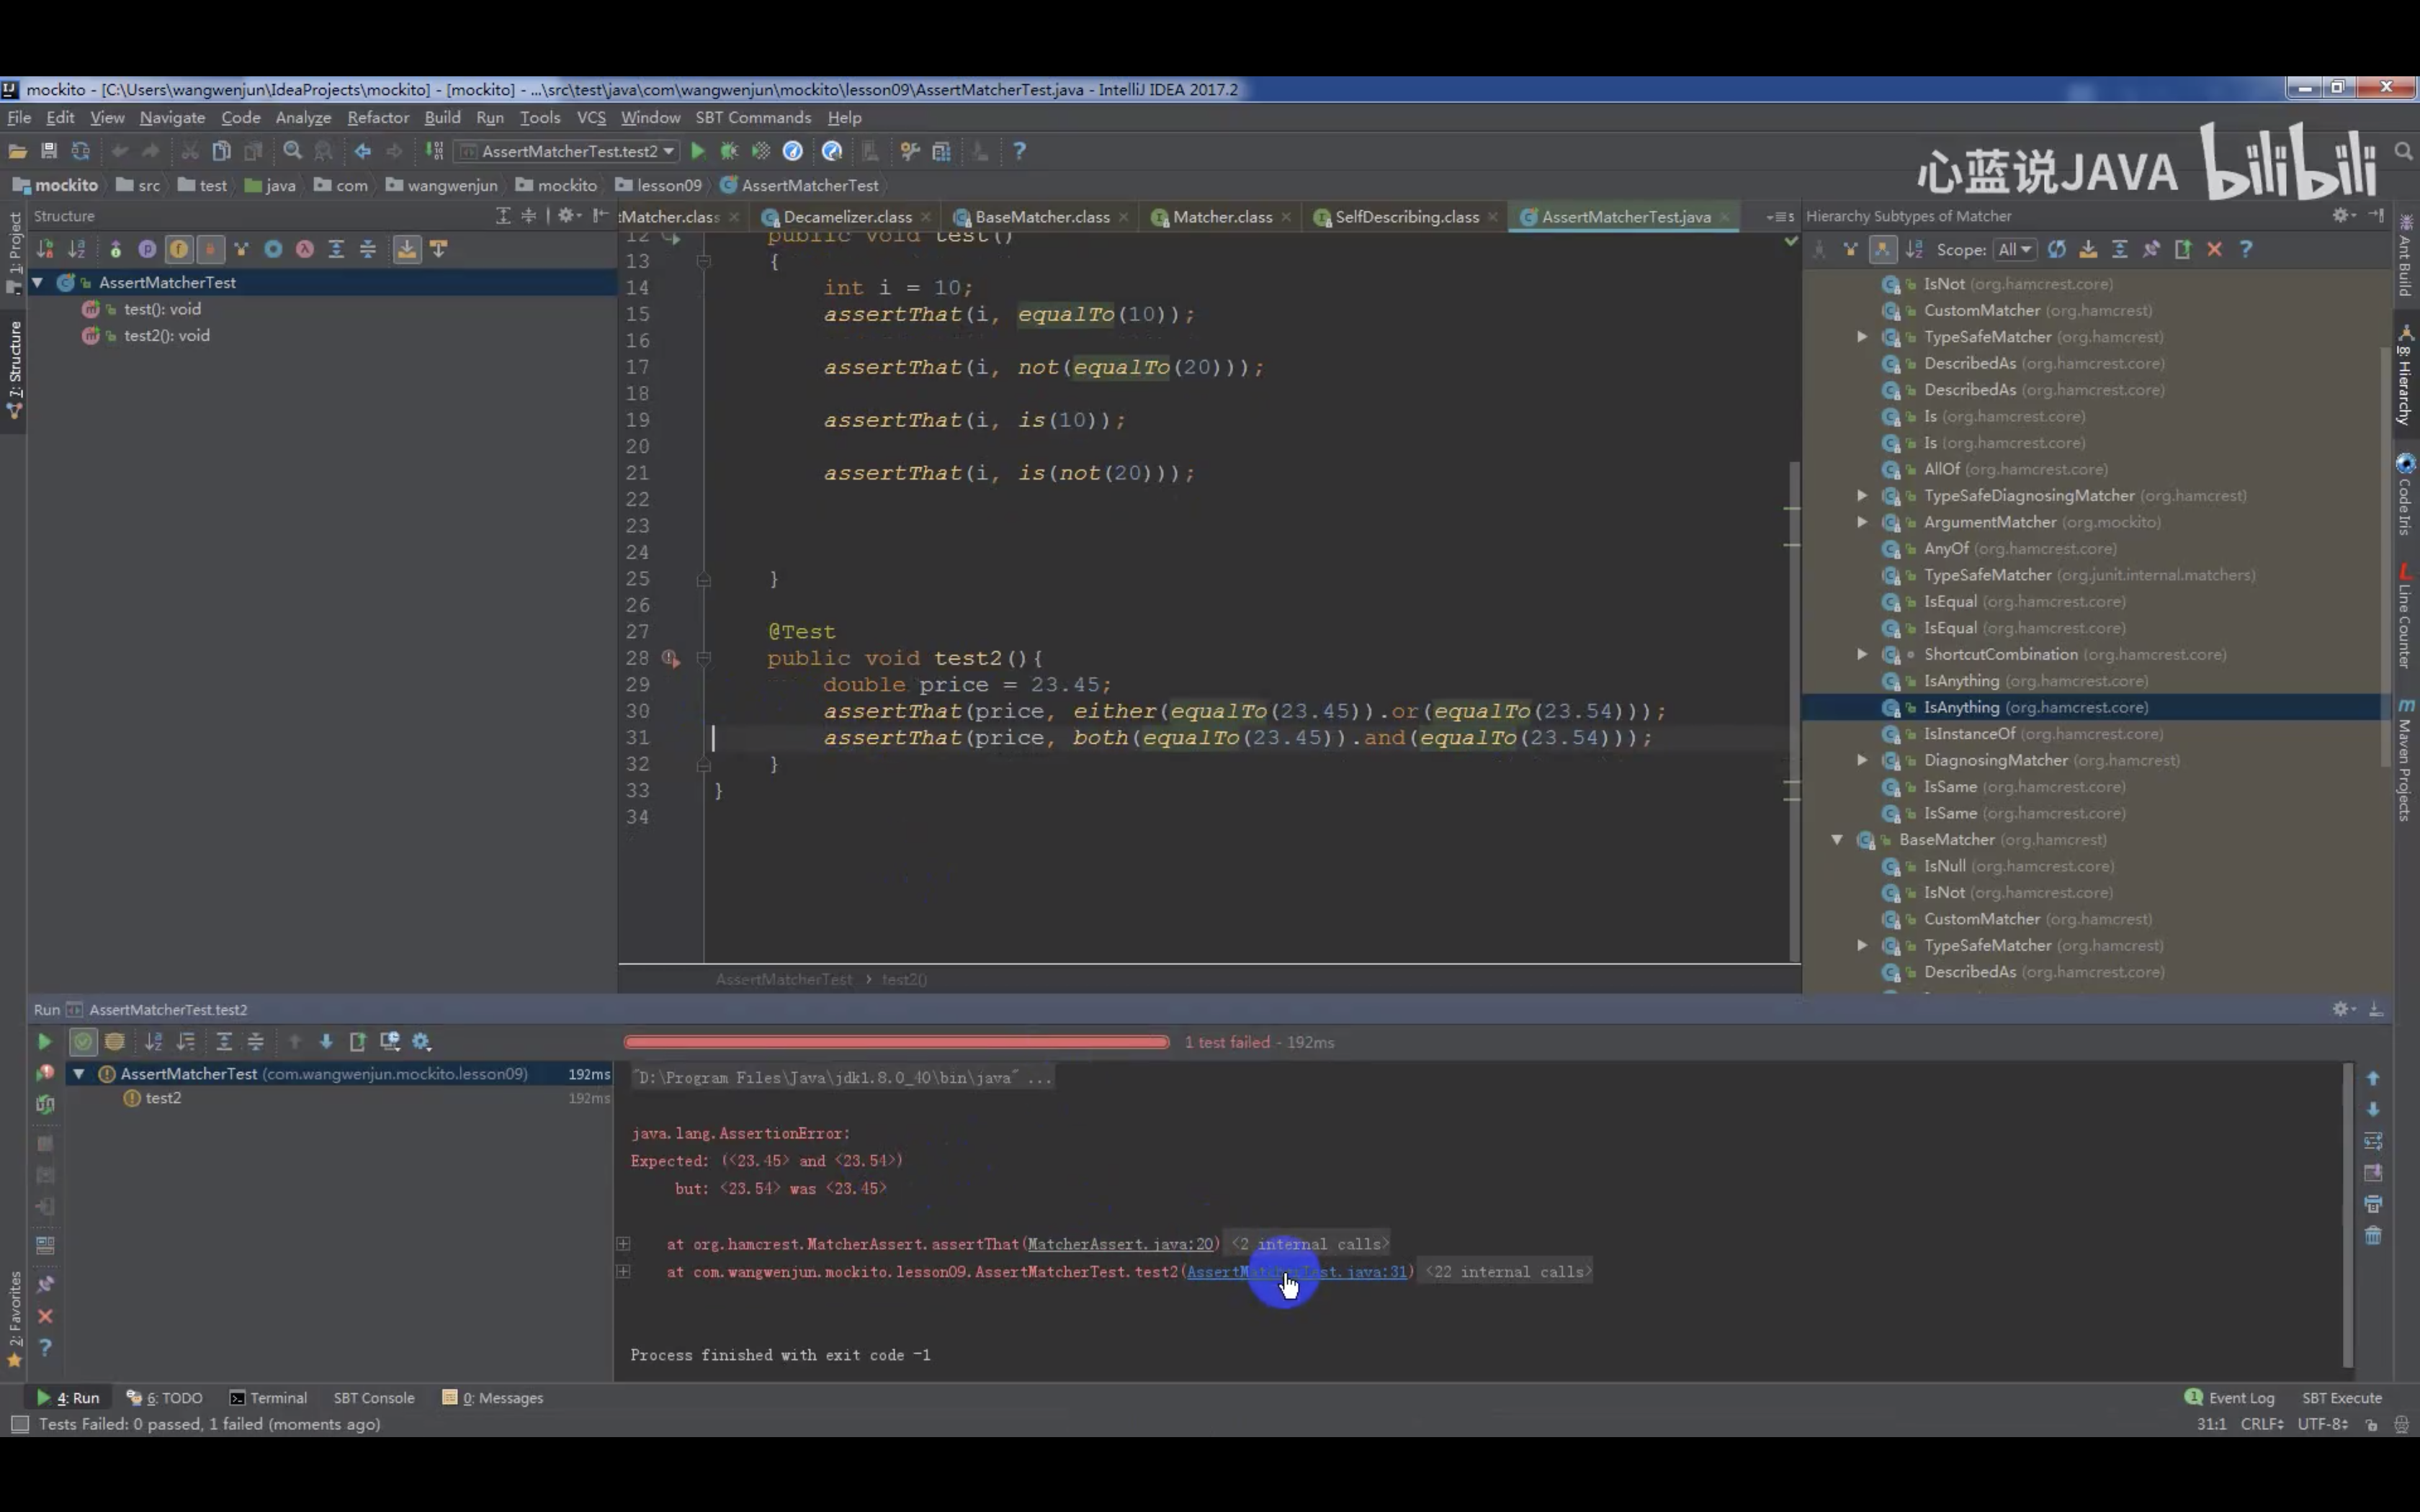 mockito - [C:\Users\wangwenjun\IdeaProjects\mockito] - [mockito] - ...\src\test\java\com\wangwenjun\mockito\lesson09\AssertMatcherTest.java - IntelliJ IDEA 2017.2
File Edit View Navigate Code Analyze Refactor Build Run Tools VCS Window SBT Commands Help
AssertMatcherTest.test2
心蓝说JAVA bilibili
mockito src test java com wangwenjun mockito lesson09 AssertMatcherTest
Structure
tMatcher.class Decamelizer.class BaseMatcher.class Matcher.class SelfDescribing.class AssertMatcherTest.java
Hierarchy Subtypes of Matcher
Scope: All
AssertMatcherTest
test(): void
test2(): void
12 public void test()
13 {
14 int i = 10;
15 assertThat(i, equalTo(10));
16
17 assertThat(i, not(equalTo(20)));
18
19 assertThat(i, is(10));
20
21 assertThat(i, is(not(20)));
22
23
24
25 }
26
27 @Test
28 public void test2(){
29 double price = 23.45;
30 assertThat(price, either(equalTo(23.45)).or(equalTo(23.54)));
31 assertThat(price, both(equalTo(23.45)).and(equalTo(23.54)));
32 }
33 }
34
AssertMatcherTest › test2()
IsNot (org.hamcrest.core)
CustomMatcher (org.hamcrest)
TypeSafeMatcher (org.hamcrest)
DescribedAs (org.hamcrest.core)
DescribedAs (org.hamcrest.core)
Is (org.hamcrest.core)
Is (org.hamcrest.core)
AllOf (org.hamcrest.core)
TypeSafeDiagnosingMatcher (org.hamcrest)
ArgumentMatcher (org.mockito)
AnyOf (org.hamcrest.core)
TypeSafeMatcher (org.junit.internal.matchers)
IsEqual (org.hamcrest.core)
IsEqual (org.hamcrest.core)
ShortcutCombination (org.hamcrest.core)
IsAnything (org.hamcrest.core)
IsAnything (org.hamcrest.core)
IsInstanceOf (org.hamcrest.core)
DiagnosingMatcher (org.hamcrest)
IsSame (org.hamcrest.core)
IsSame (org.hamcrest.core)
BaseMatcher (org.hamcrest)
IsNull (org.hamcrest.core)
IsNot (org.hamcrest.core)
CustomMatcher (org.hamcrest)
TypeSafeMatcher (org.hamcrest)
DescribedAs (org.hamcrest.core)
1: Project
7: Structure
2: Favorites
Ant Build
8: Hierarchy
Code Iris
Line Counter
Maven Projects
Run AssertMatcherTest.test2
1 test failed - 192ms
AssertMatcherTest (com.wangwenjun.mockito.lesson09) 192ms
test2 192ms
"D:\Program Files\Java\jdk1.8.0_40\bin\java" ...
java.lang.AssertionError:
Expected: (<23.45> and <23.54>)
but: <23.54> was <23.45>
at org.hamcrest.MatcherAssert.assertThat(MatcherAssert.java:20) <2 internal calls>
at com.wangwenjun.mockito.lesson09.AssertMatcherTest.test2(AssertMatcherTest.java:31) <22 internal calls>
Process finished with exit code -1
4: Run 6: TODO Terminal SBT Console 0: Messages
1 Event Log SBT Execute
Tests Failed: 0 passed, 1 failed (moments ago)
31:1 CRLF UTF-8